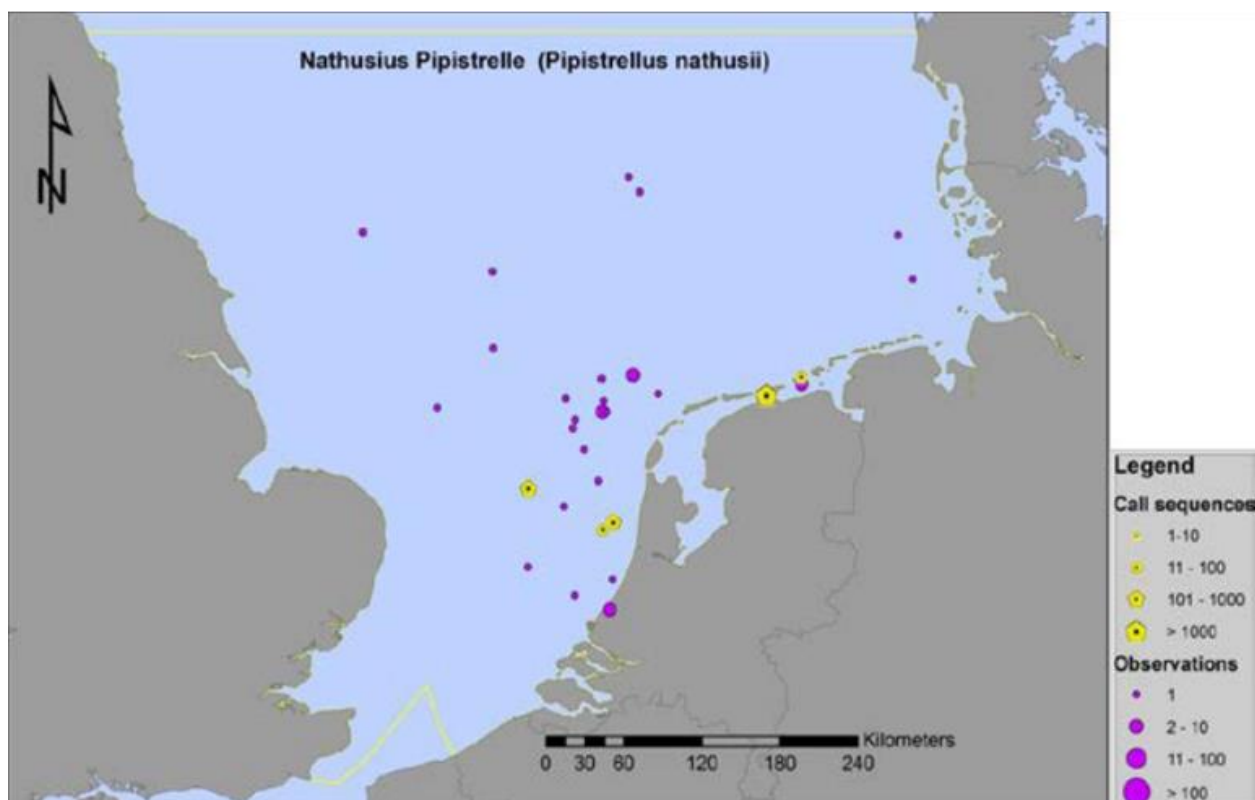 Nathusius Pipistrelle (Pipistrellus nathusii)
N
Kilometers
0 30 60 120 180 240
Legend
Call sequences
1-10
11 - 100
101 - 1000
> 1000
Observations
1
2 - 10
11 - 100
> 100